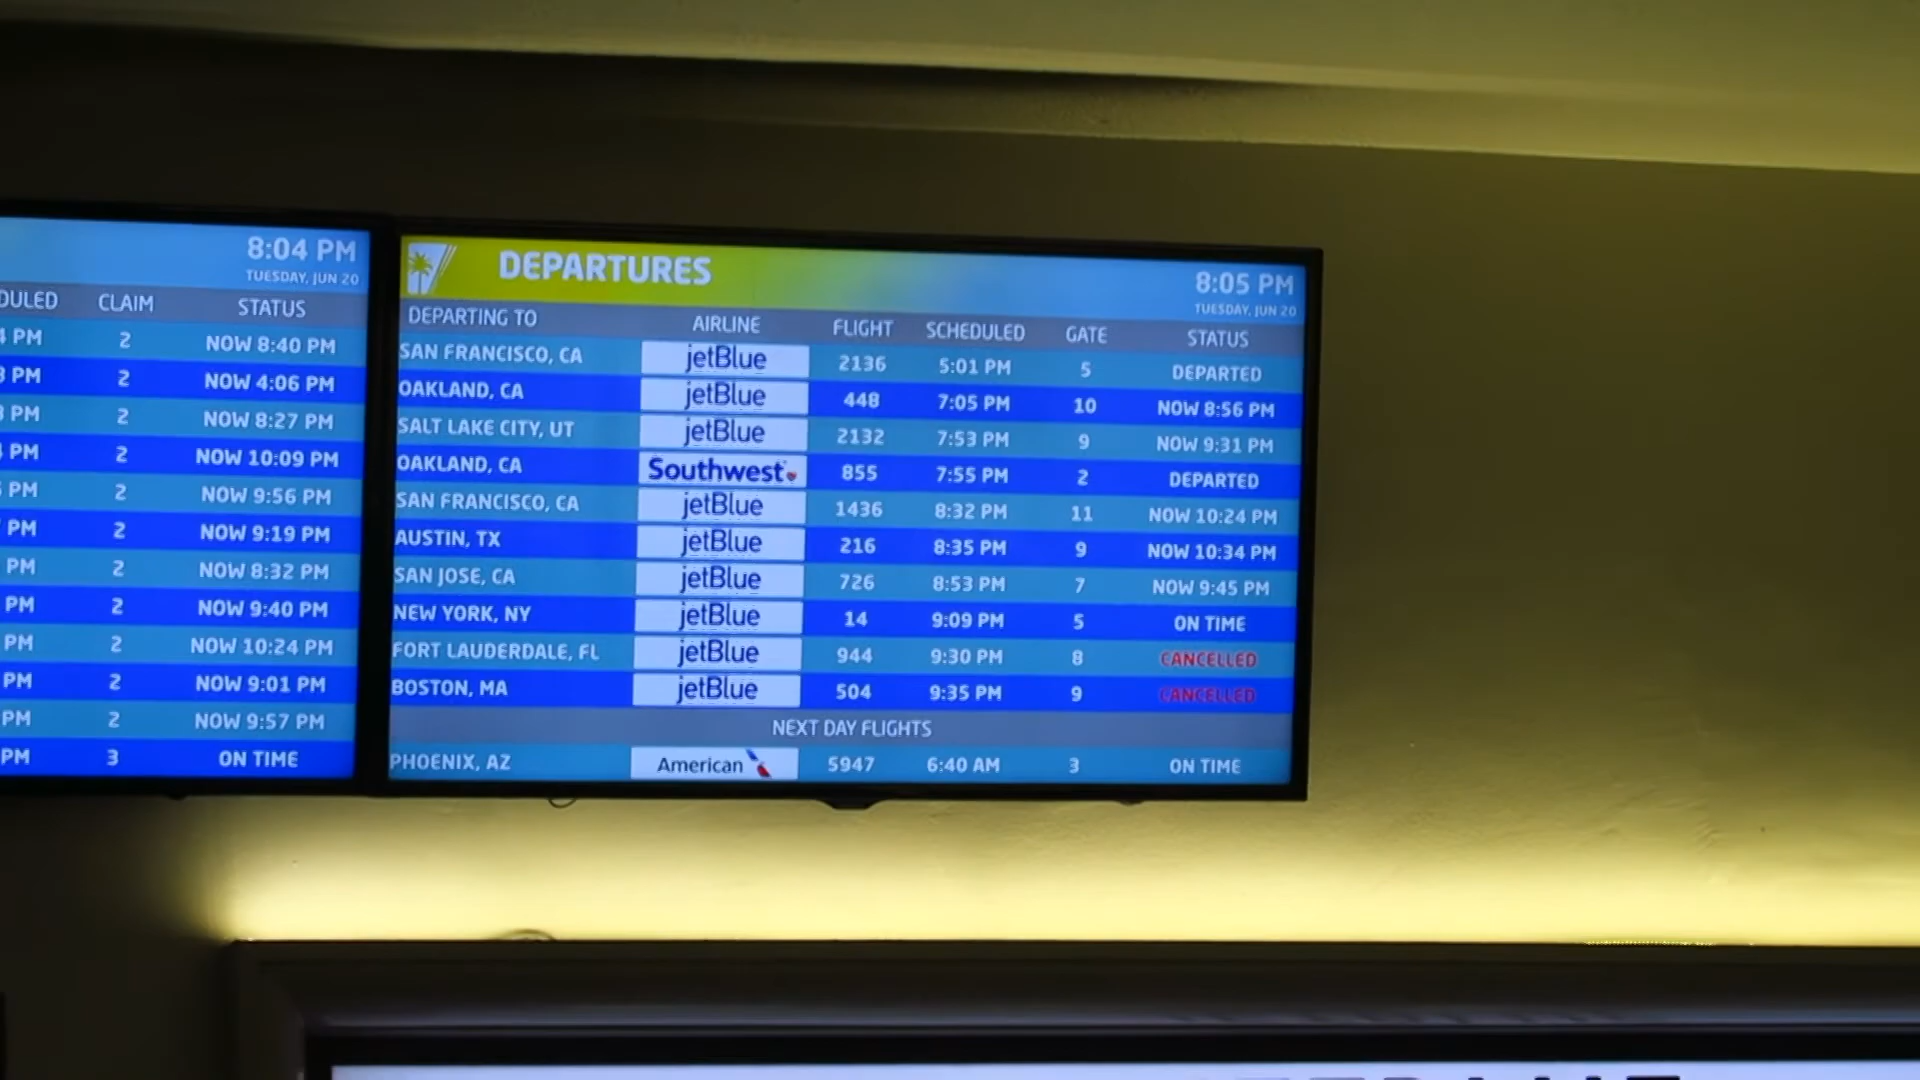 8:04 PM
TUESDAY, JUN 20
CLAIM STATUS
PM 2 NOW 8:40 PM
PM 2 NOW 4:06 PM
PM 2 NOW 8:27 PM
PM 2 NOW 10:09 PM
PM 2 NOW 9:56 PM
PM 2 NOW 9:19 PM
PM 2 NOW 8:32 PM
PM 2 NOW 9:40 PM
PM 2 NOW 10:24 PM
PM 2 NOW 9:01 PM
PM 2 NOW 9:57 PM
PM 3 ON TIME
DEPARTURES 8:05 PM
TUESDAY, JUN 20
DEPARTING TO AIRLINE FLIGHT SCHEDULED GATE STATUS
SAN FRANCISCO, CA jetBlue 2136 5:01 PM 5 DEPARTED
OAKLAND, CA jetBlue 448 7:05 PM 10 NOW 8:56 PM
SALT LAKE CITY, UT jetBlue 2132 7:53 PM 9 NOW 9:31 PM
OAKLAND, CA Southwest 855 7:55 PM 2 DEPARTED
SAN FRANCISCO, CA jetBlue 1436 8:32 PM 11 NOW 10:24 PM
AUSTIN, TX jetBlue 216 8:35 PM 9 NOW 10:34 PM
SAN JOSE, CA jetBlue 726 8:53 PM 7 NOW 9:45 PM
NEW YORK, NY jetBlue 14 9:09 PM 5 ON TIME
FORT LAUDERDALE, FL jetBlue 944 9:30 PM 8 CANCELLED
BOSTON, MA jetBlue 504 9:35 PM 9 CANCELLED
NEXT DAY FLIGHTS
PHOENIX, AZ American 5947 6:40 AM 3 ON TIME